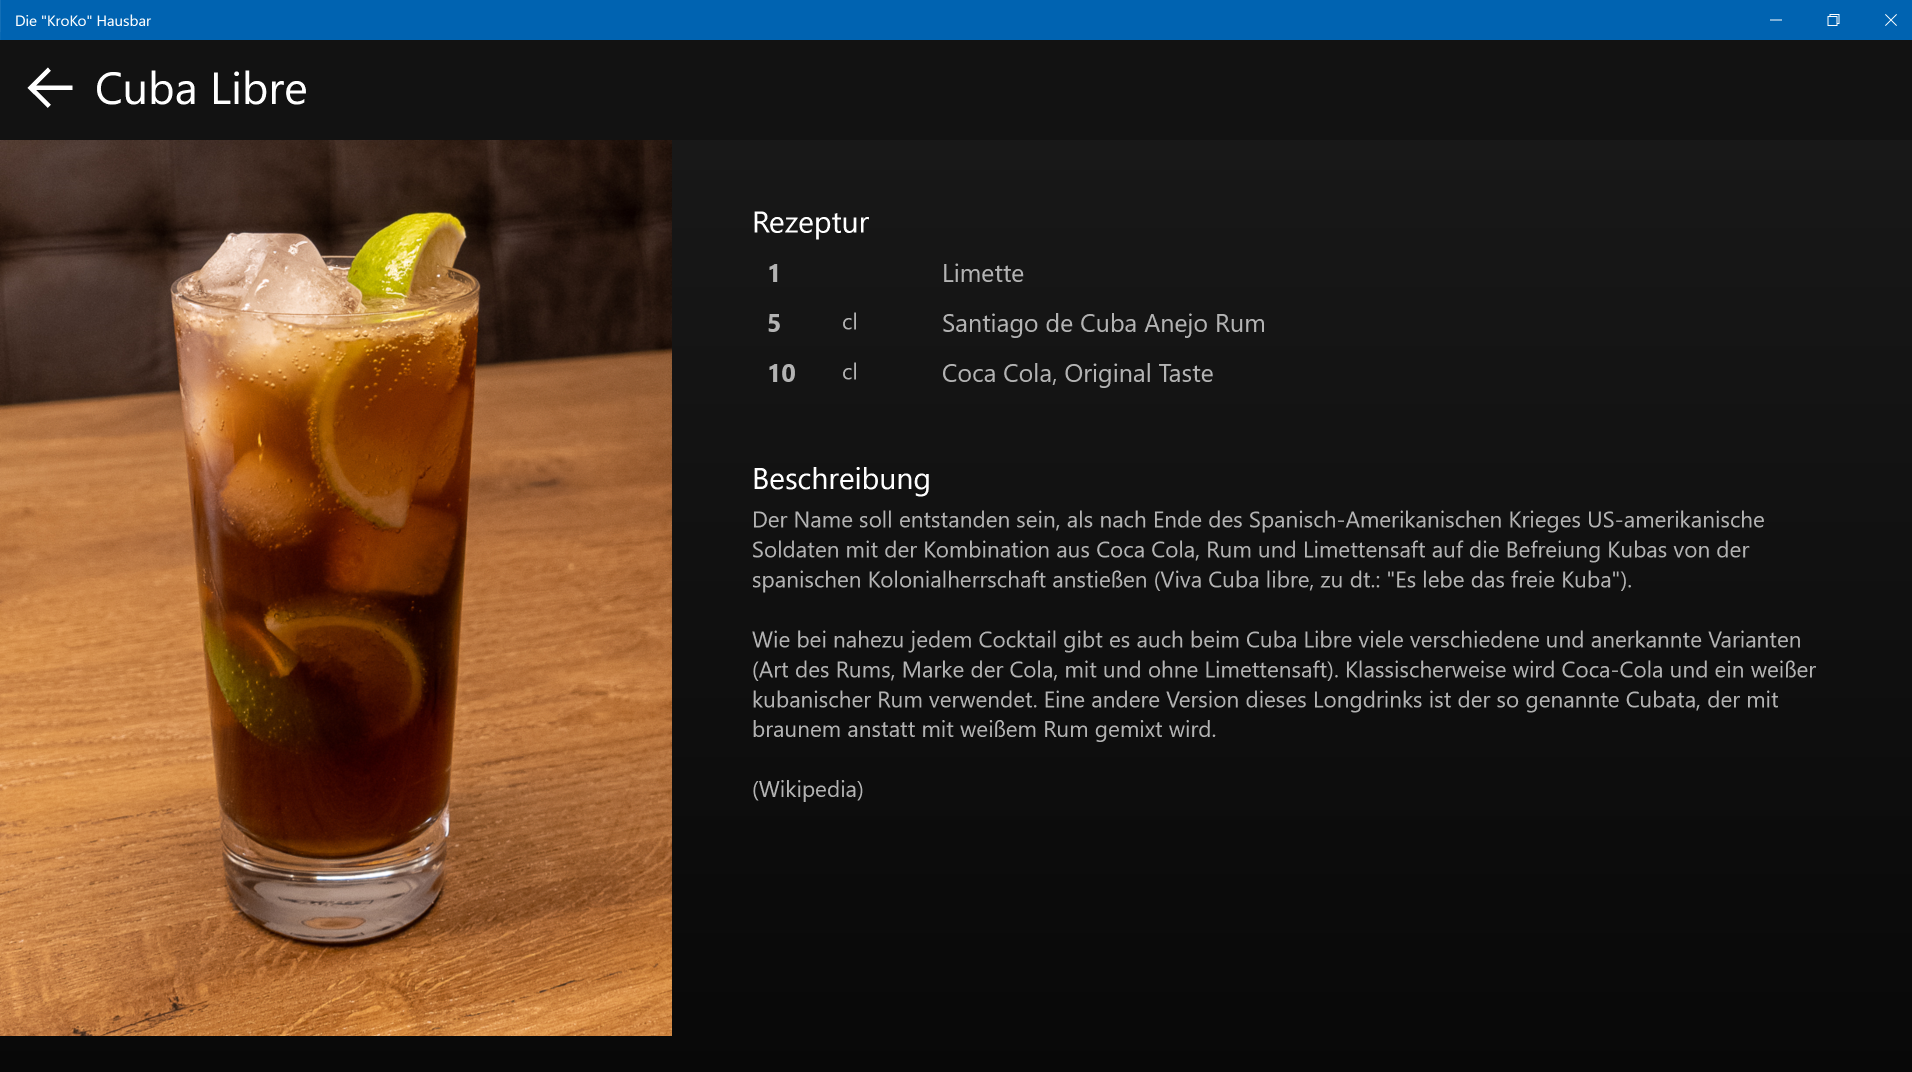 Die "KroKo" Hausbar
Cuba Libre
Rezeptur
1 Limette
5 cl Santiago de Cuba Anejo Rum
10 cl Coca Cola, Original Taste
Beschreibung
Der Name soll entstanden sein, als nach Ende des Spanisch-Amerikanischen Krieges US-amerikanische
Soldaten mit der Kombination aus Coca Cola, Rum und Limettensaft auf die Befreiung Kubas von der
spanischen Kolonialherrschaft anstießen (Viva Cuba libre, zu dt.: "Es lebe das freie Kuba").
Wie bei nahezu jedem Cocktail gibt es auch beim Cuba Libre viele verschiedene und anerkannte Varianten
(Art des Rums, Marke der Cola, mit und ohne Limettensaft). Klassischerweise wird Coca-Cola und ein weißer
kubanischer Rum verwendet. Eine andere Version dieses Longdrinks ist der so genannte Cubata, der mit
braunem anstatt mit weißem Rum gemixt wird.
(Wikipedia)